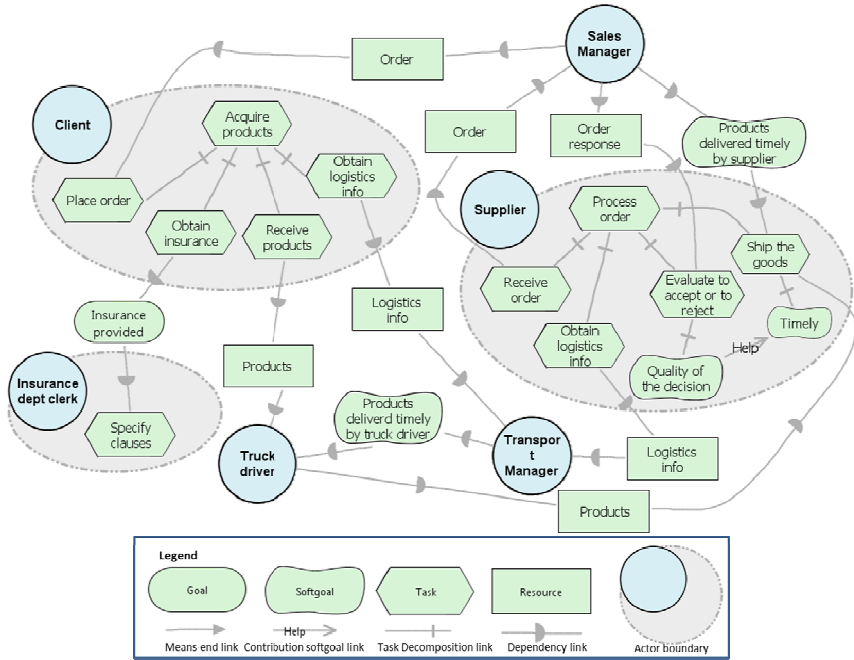 Sales
Manager
Order
Client
Acquire
products
Order
Order
response
Products
delivered timely
by supplier
Place order
Obtain
logistics
info
Obtain
insurance
Receive
products
Supplier
Process
order
Ship the
goods
Receive
order
Evaluate to
accept or to
reject
Timely
Insurance
provided
Logistics
info
Obtain
logistics
info
Help
Quality of
the decision
Insurance
dept clerk
Specify
clauses
Products
Products
deliverd timely
by truck driver
Truck
driver
Transpor
t
Manager
Logistics
info
Products
Legend
Goal
Softgoal
Task
Resource
Help
Means end link
Contribution softgoal link
Task Decomposition link
Dependency link
Actor boundary